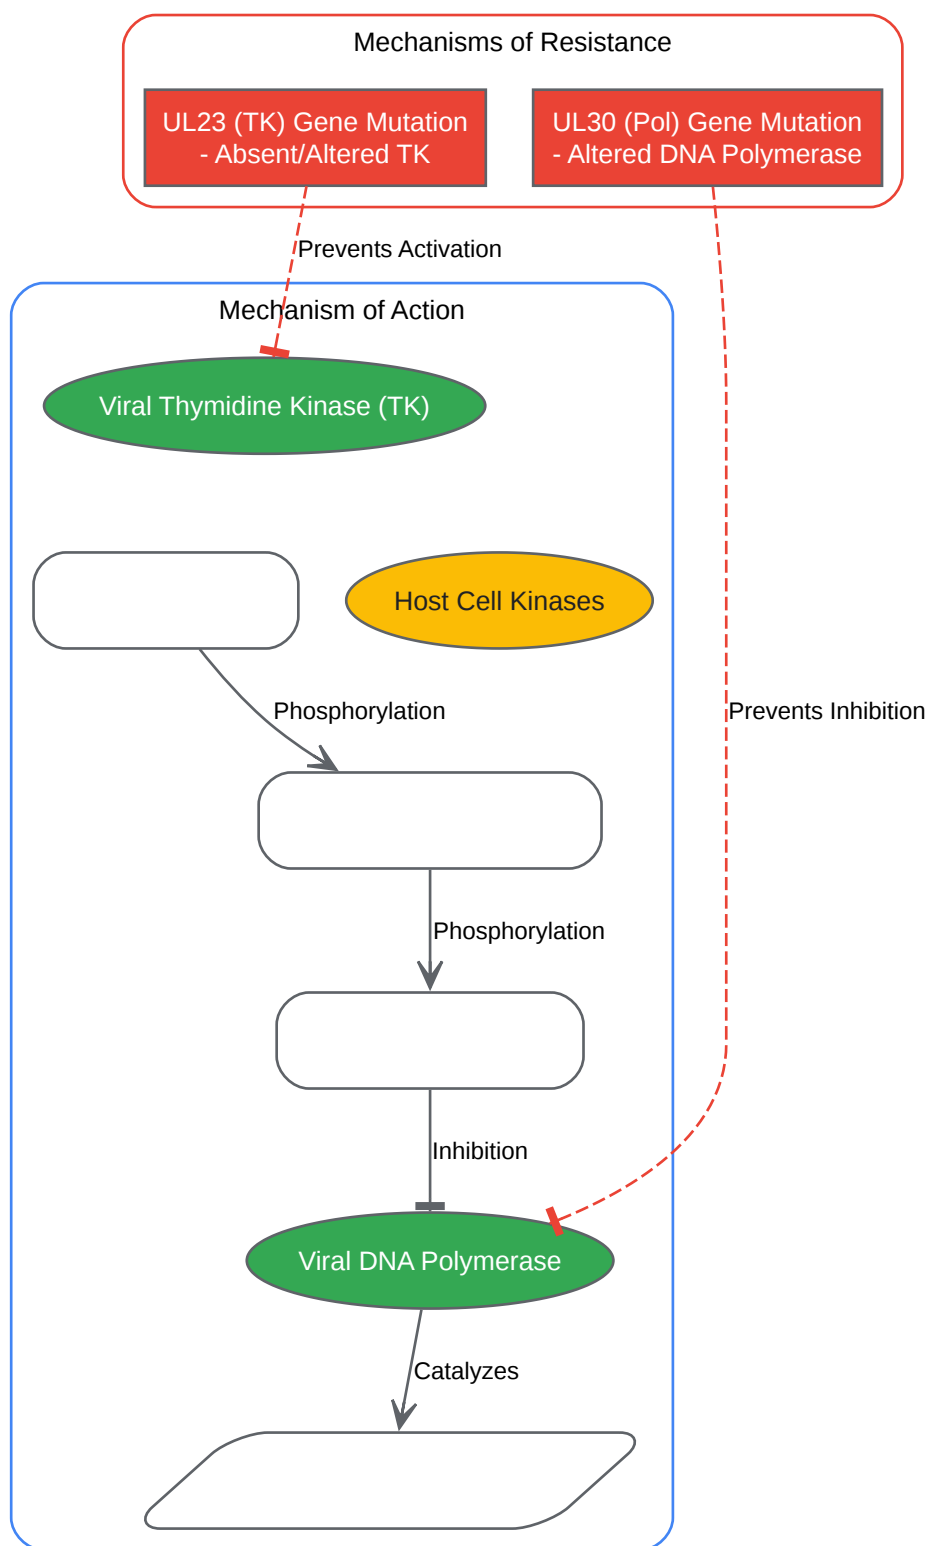 Mechanisms of Resistance
UL23 (TK) Gene Mutation
- Absent/Altered TK
UL30 (Pol) Gene Mutation
- Altered DNA Polymerase
Prevents Activation
Mechanism of Action
Viral Thymidine Kinase (TK)
Host Cell Kinases
Phosphorylation
Prevents Inhibition
Phosphorylation
Inhibition
Viral DNA Polymerase
Catalyzes